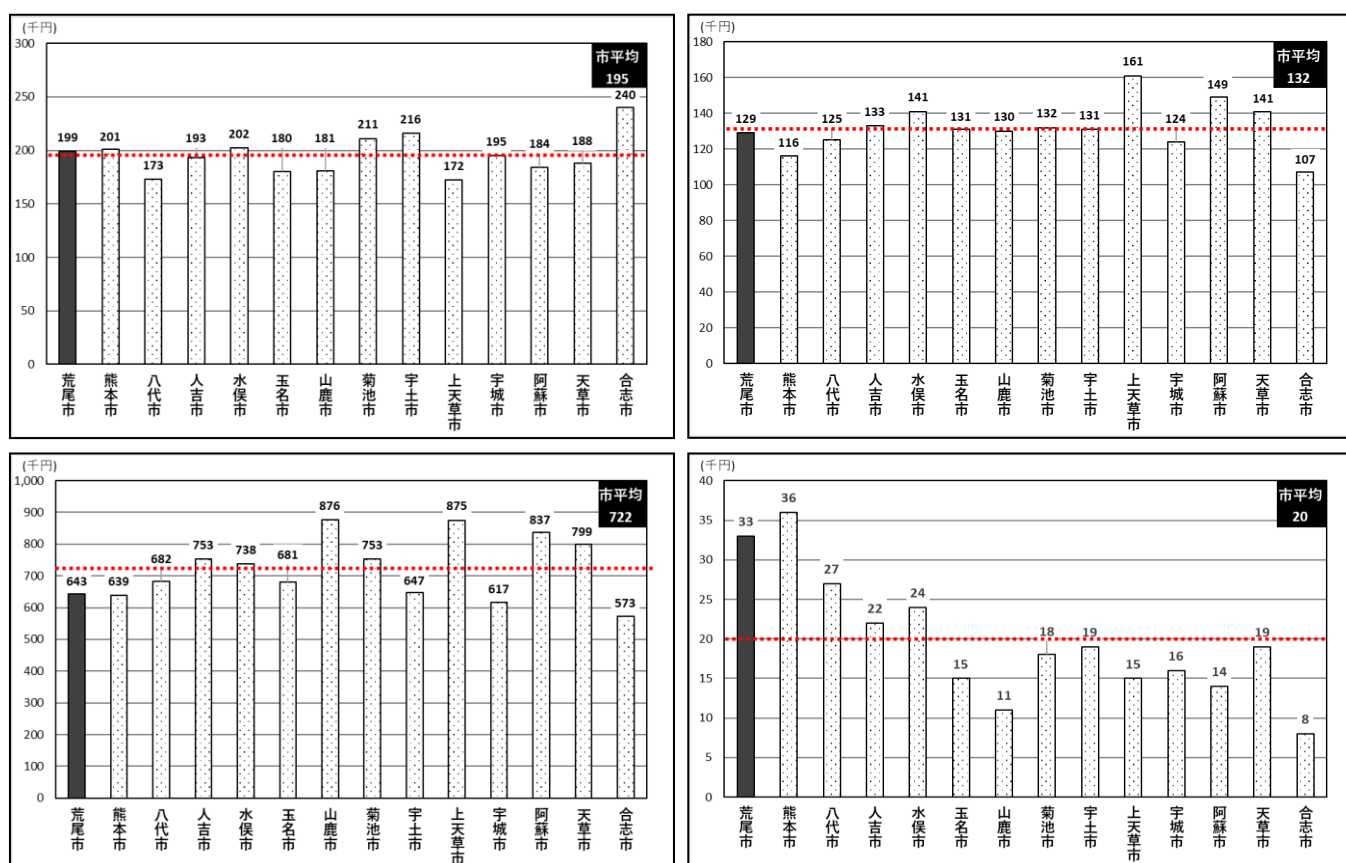 (千円)
市平均
195
300
250
200
150
100
50
0
199
201
173
193
202
180
181
211
216
172
195
184
188
240
荒尾市
熊本市
八代市
人吉市
水俣市
玉名市
山鹿市
菊池市
宇土市
上天草市
宇城市
阿蘇市
天草市
合志市
(千円)
市平均
132
180
160
140
120
100
80
60
40
20
0
129
116
125
133
141
131
130
132
131
161
124
149
141
107
荒尾市
熊本市
八代市
人吉市
水俣市
玉名市
山鹿市
菊池市
宇土市
上天草市
宇城市
阿蘇市
天草市
合志市
(千円)
市平均
722
1,000
900
800
700
600
500
400
300
200
100
0
643
639
682
753
738
681
876
753
647
875
617
837
799
573
荒尾市
熊本市
八代市
人吉市
水俣市
玉名市
山鹿市
菊池市
宇土市
上天草市
宇城市
阿蘇市
天草市
合志市
(千円)
市平均
20
40
35
30
25
20
15
10
5
0
33
36
27
22
24
15
11
18
19
15
16
14
19
8
荒尾市
熊本市
八代市
人吉市
水俣市
玉名市
山鹿市
菊池市
宇土市
上天草市
宇城市
阿蘇市
天草市
合志市